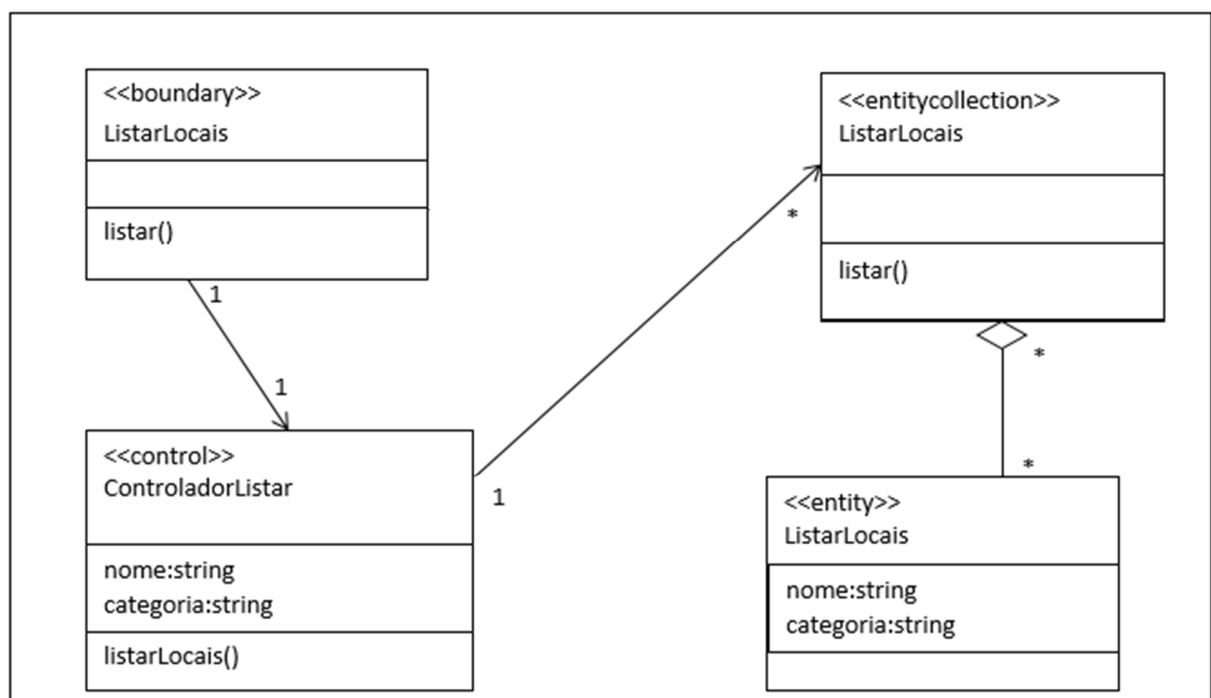 <<boundary>>
ListarLocais
listar()
1
1
<<control>>
ControladorListar
nome:string
categoria:string
listarLocais()
1
*
<<entitycollection>>
ListarLocais
listar()
*
*
<<entity>>
ListarLocais
nome:string
categoria:string